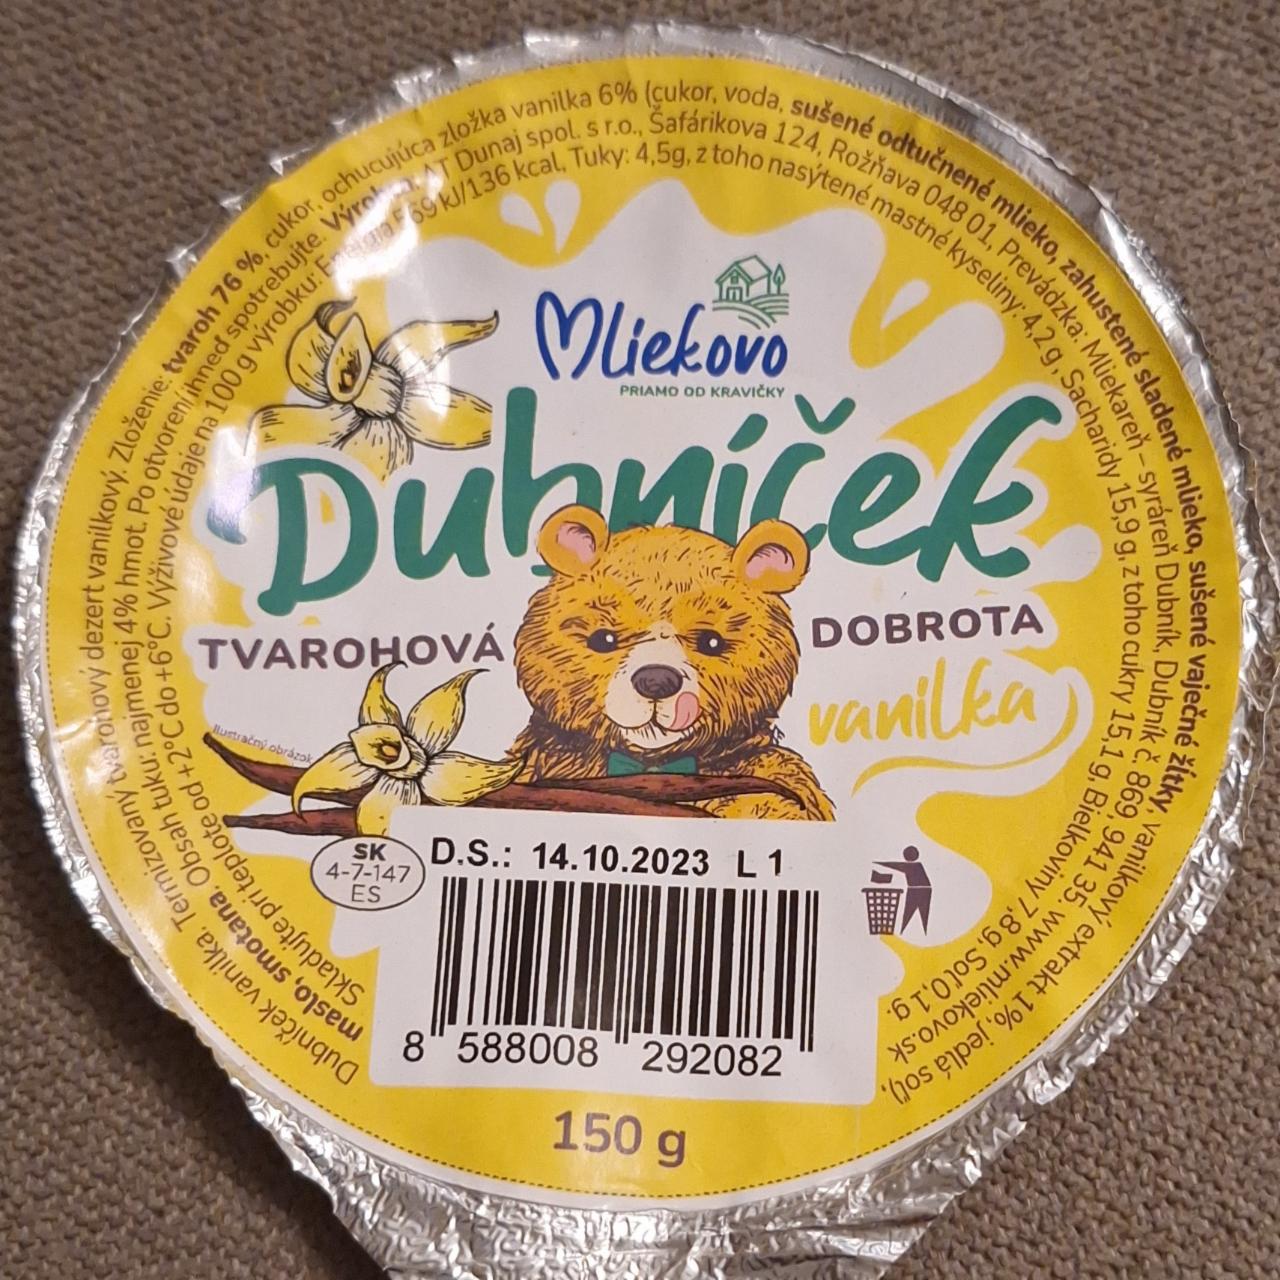 Dubníček vanilka. Termizovaný tvarohový dezert vanilkový. Zloženie: tvaroh 76 %, cukor, ochucujúca zložka vanilka 6% (cukor, voda, sušené odtučnené mlieko, zahustené sladené mlieko, sušené vaječné žĺtky, vanilkový extrakt 1%, jedlá soľ),
maslo, smotana. Obsah tuku: najmenej 4% hmot. Po otvorení ihneď spotrebujte. Výrobca: AT Dunaj spol. s r.o., Šafárikova 124, Rožňava 048 01, Prevádzka: Mliekareň – syráreň Dubník, Dubník č. 869, 941 35. www.mliekovo.sk
Skladujte pri teplote od +2°C do +6°C. Výživové údaje na 100 g výrobku: Energia 569 kJ/136 kcal, Tuky: 4,5g, z toho nasýtené mastné kyseliny: 4,2 g, Sacharidy 15,9 g, z toho cukry 15,1 g, Bielkoviny 7,8 g, Soľ 0,1 g.
Mliekovo
PRIAMO OD KRAVIČKY
Dubníček
TVAROHOVÁ DOBROTA
vanilka
Ilustračný obrázok
SK
4-7-147
ES
D.S.: 14.10.2023 L 1
8 588008 292082
150 g